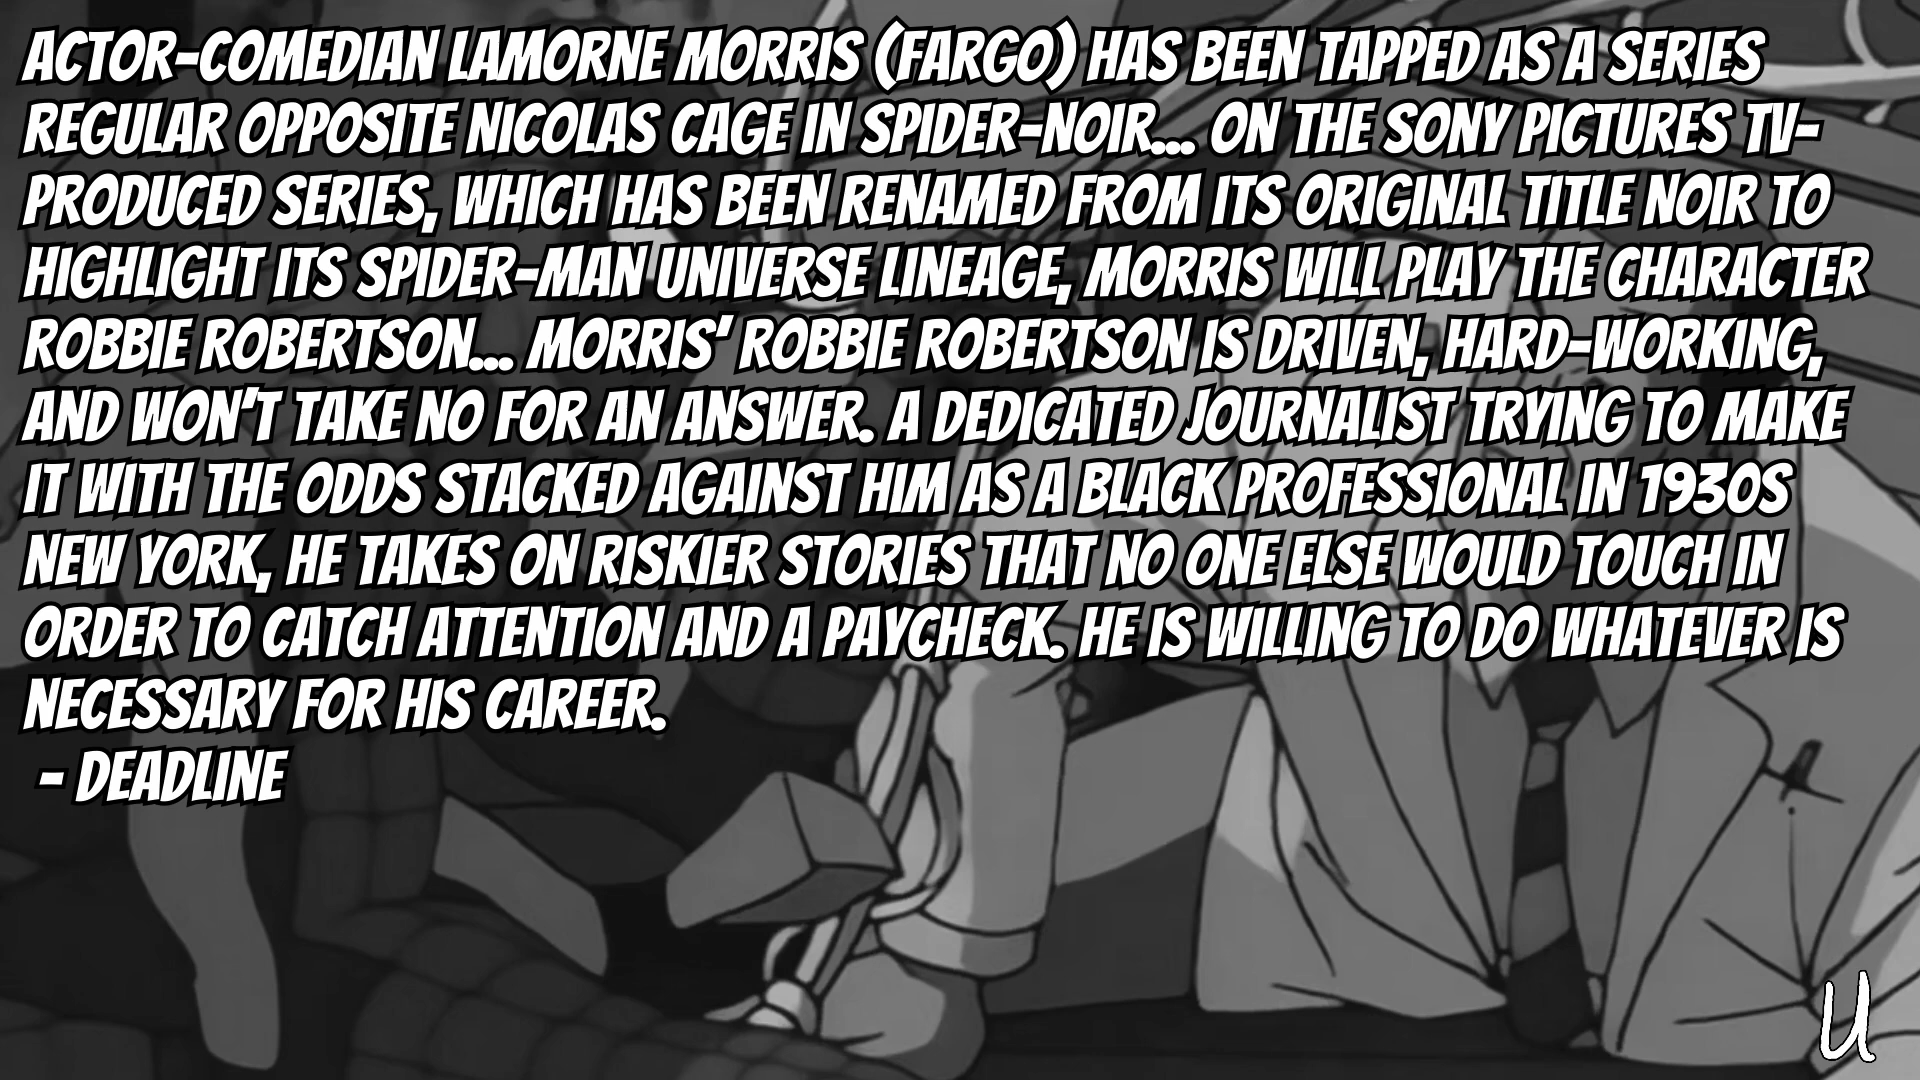 ACTOR-COMEDIAN LAMORNE MORRIS (FARGO) HAS BEEN TAPPED AS A SERIES
REGULAR OPPOSITE NICOLAS CAGE IN SPIDER-NOIR... ON THE SONY PICTURES TV-
PRODUCED SERIES, WHICH HAS BEEN RENAMED FROM ITS ORIGINAL TITLE NOIR TO
HIGHLIGHT ITS SPIDER-MAN UNIVERSE LINEAGE, MORRIS WILL PLAY THE CHARACTER
ROBBIE ROBERTSON... MORRIS' ROBBIE ROBERTSON IS DRIVEN, HARD-WORKING,
AND WON'T TAKE NO FOR AN ANSWER. A DEDICATED JOURNALIST TRYING TO MAKE
IT WITH THE ODDS STACKED AGAINST HIM AS A BLACK PROFESSIONAL IN 1930S
NEW YORK, HE TAKES ON RISKIER STORIES THAT NO ONE ELSE WOULD TOUCH IN
ORDER TO CATCH ATTENTION AND A PAYCHECK. HE IS WILLING TO DO WHATEVER IS
NECESSARY FOR HIS CAREER.
- DEADLINE
U